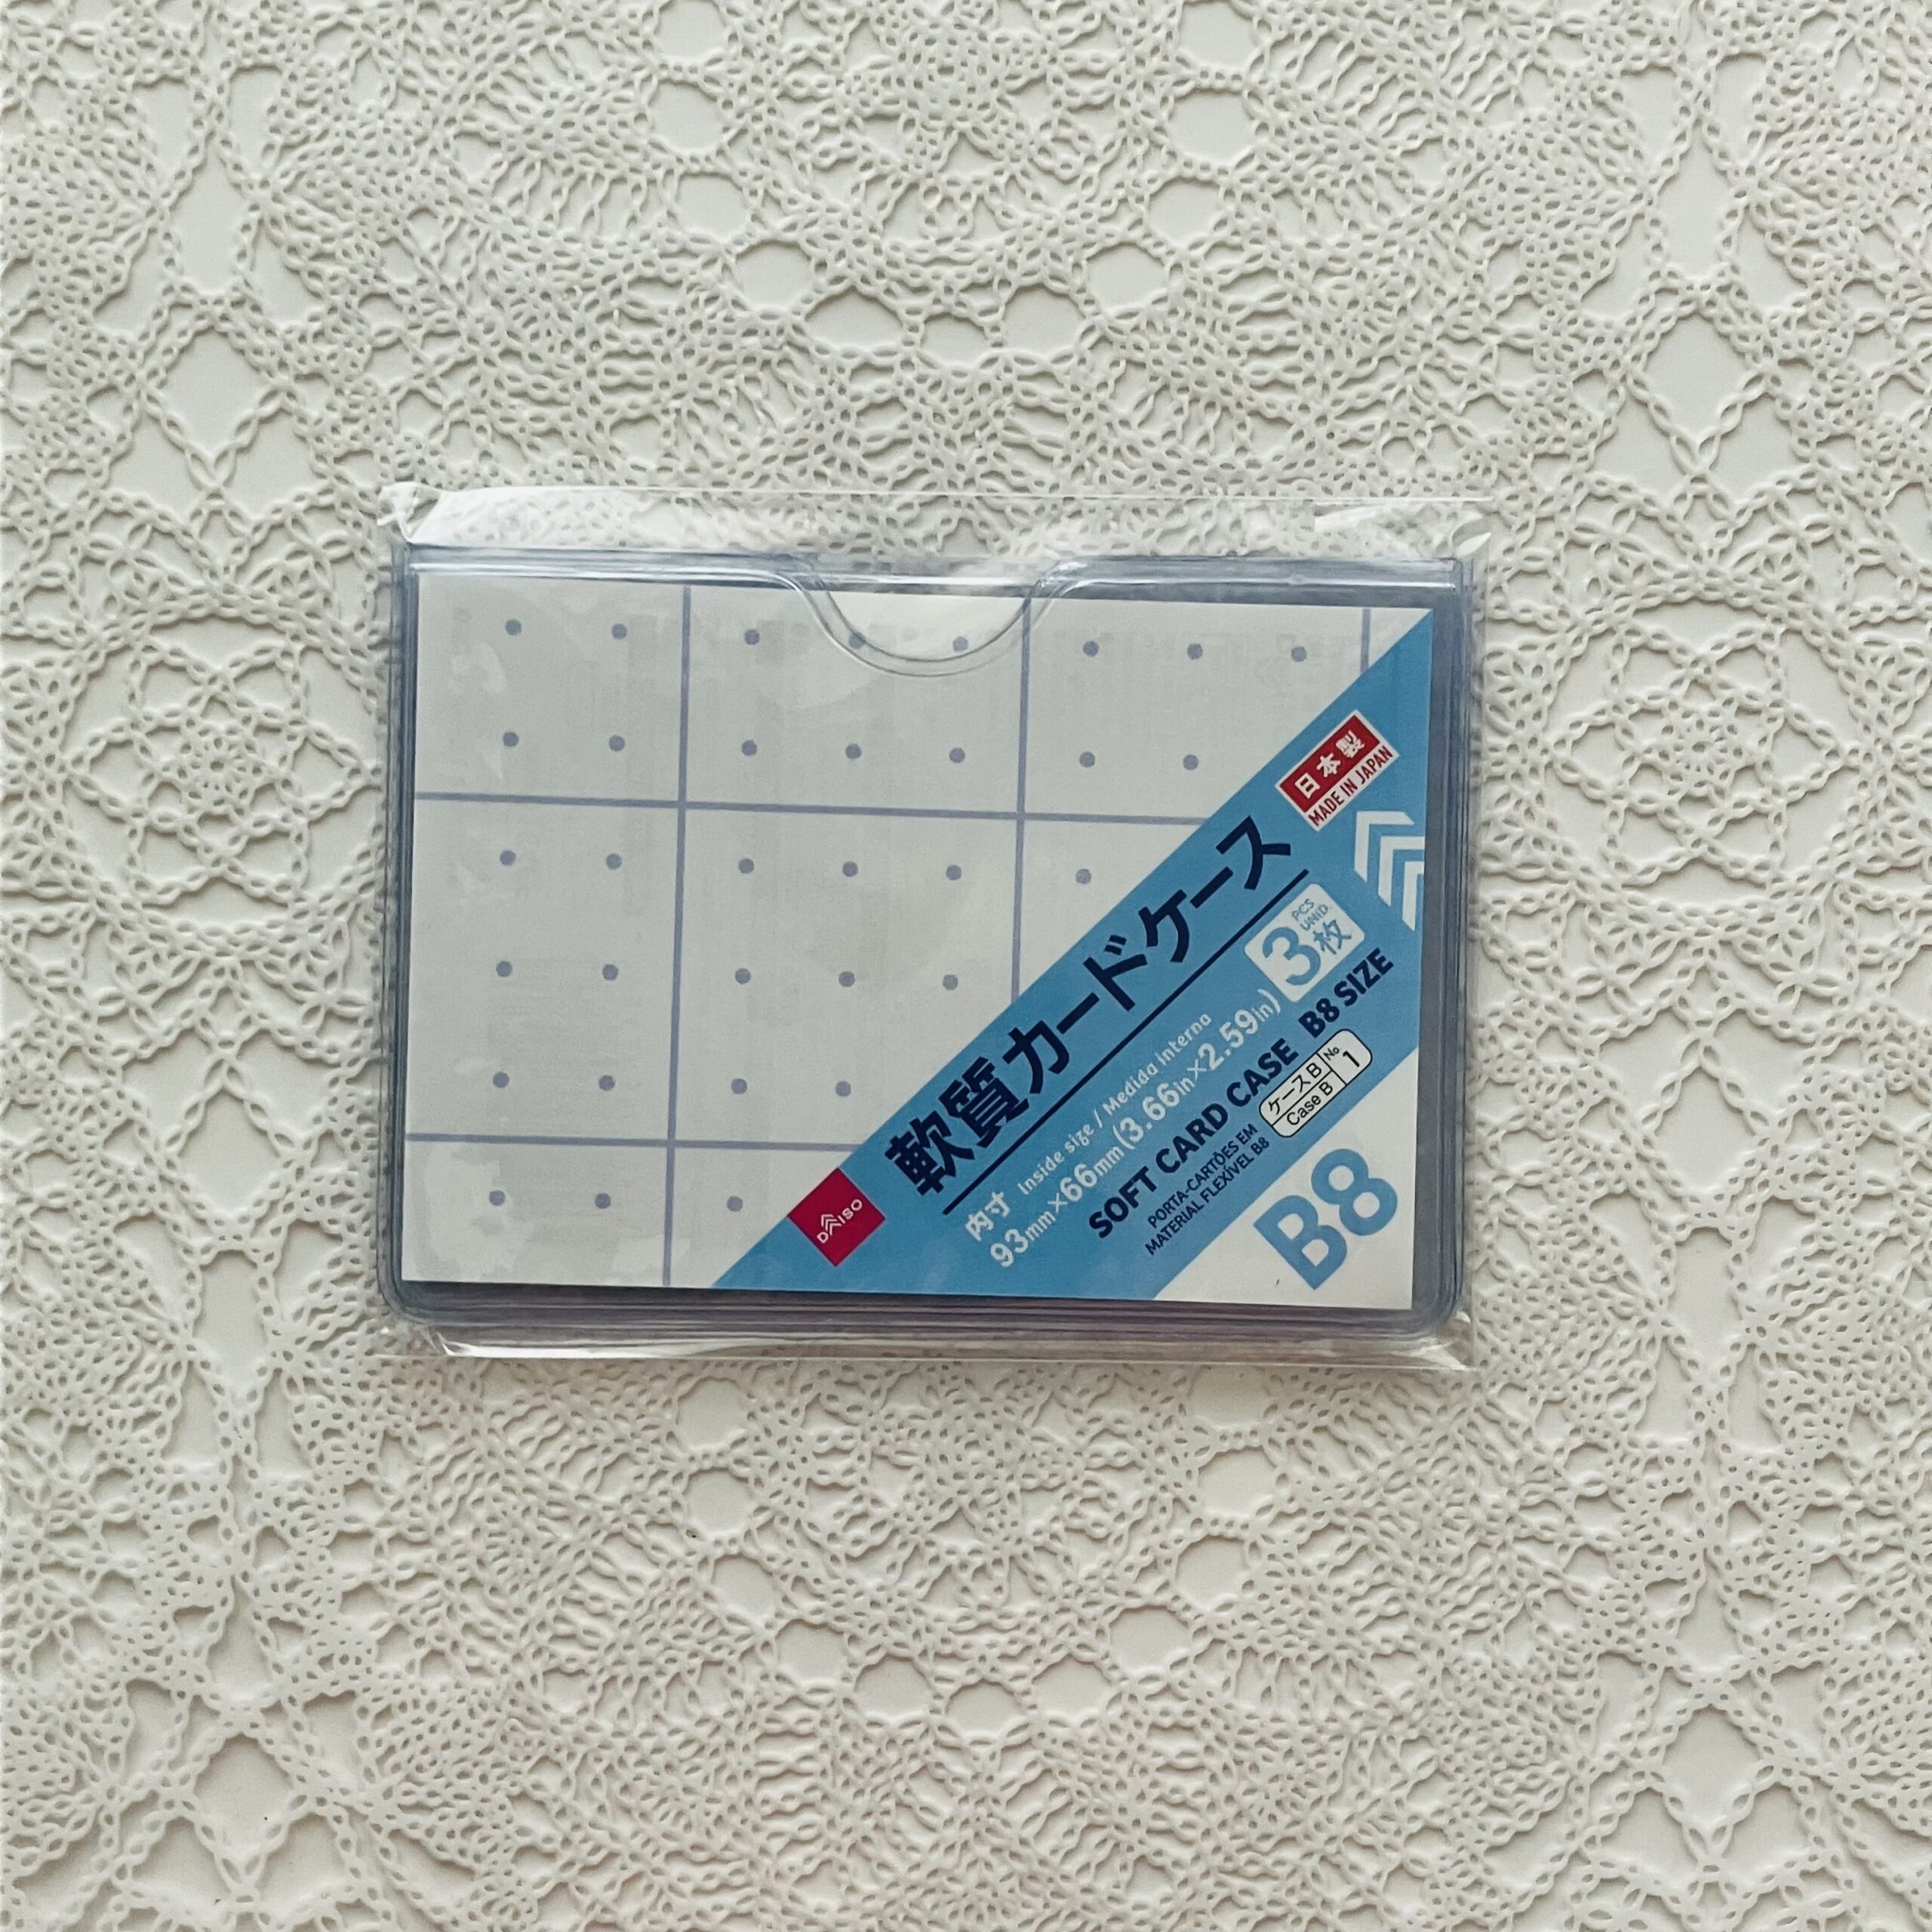 日本製
MADE IN JAPAN
軟質カードケース
PCS
UNID.
3枚
内寸 Inside size / Medida interna
93mm×66mm(3.66in×2.59in)
SOFT CARD CASE B8 SIZE
PORTA-CARTÕES EM
MATERIAL FLEXÍVEL B8
ケースB No 1
Case B
DAISO
B8